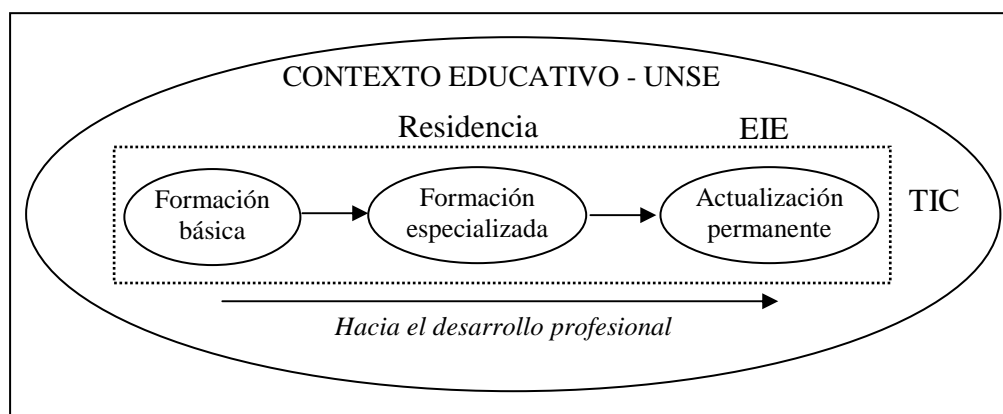 CONTEXTO EDUCATIVO - UNSE
Residencia
EIE
Formación
básica
Formación
especializada
Actualización
permanente
TIC
Hacia el desarrollo profesional